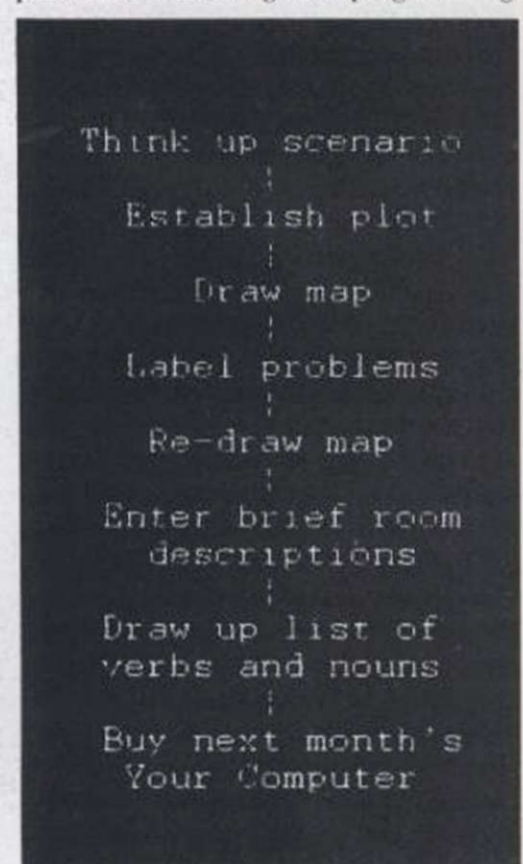 Think up scenario
Establish plot
Draw map
Label problems
Re-draw map
Enter brief room
descriptions
Draw up list of
verbs and nouns
Buy next month's
Your Computer